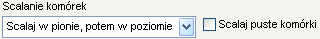 Scalanie komórek
Scalaj w pionie, potem w poziomie
Scalaj puste komórki